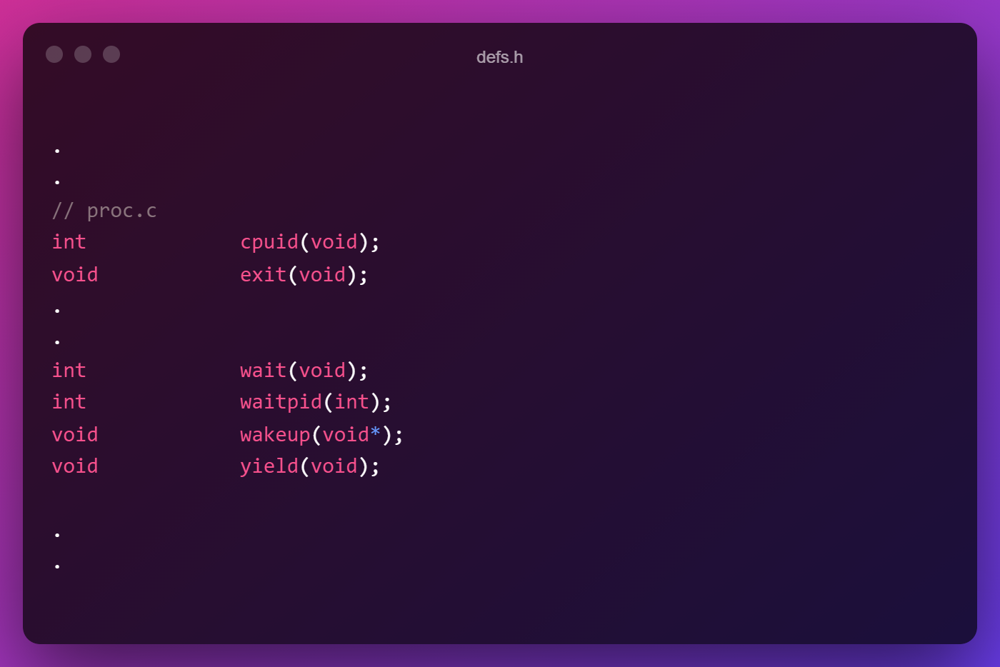 defs.h
.
.
// proc.c
int             cpuid(void);
void            exit(void);
.
.
int             wait(void);
int             waitpid(int);
void            wakeup(void*);
void            yield(void);
.
.